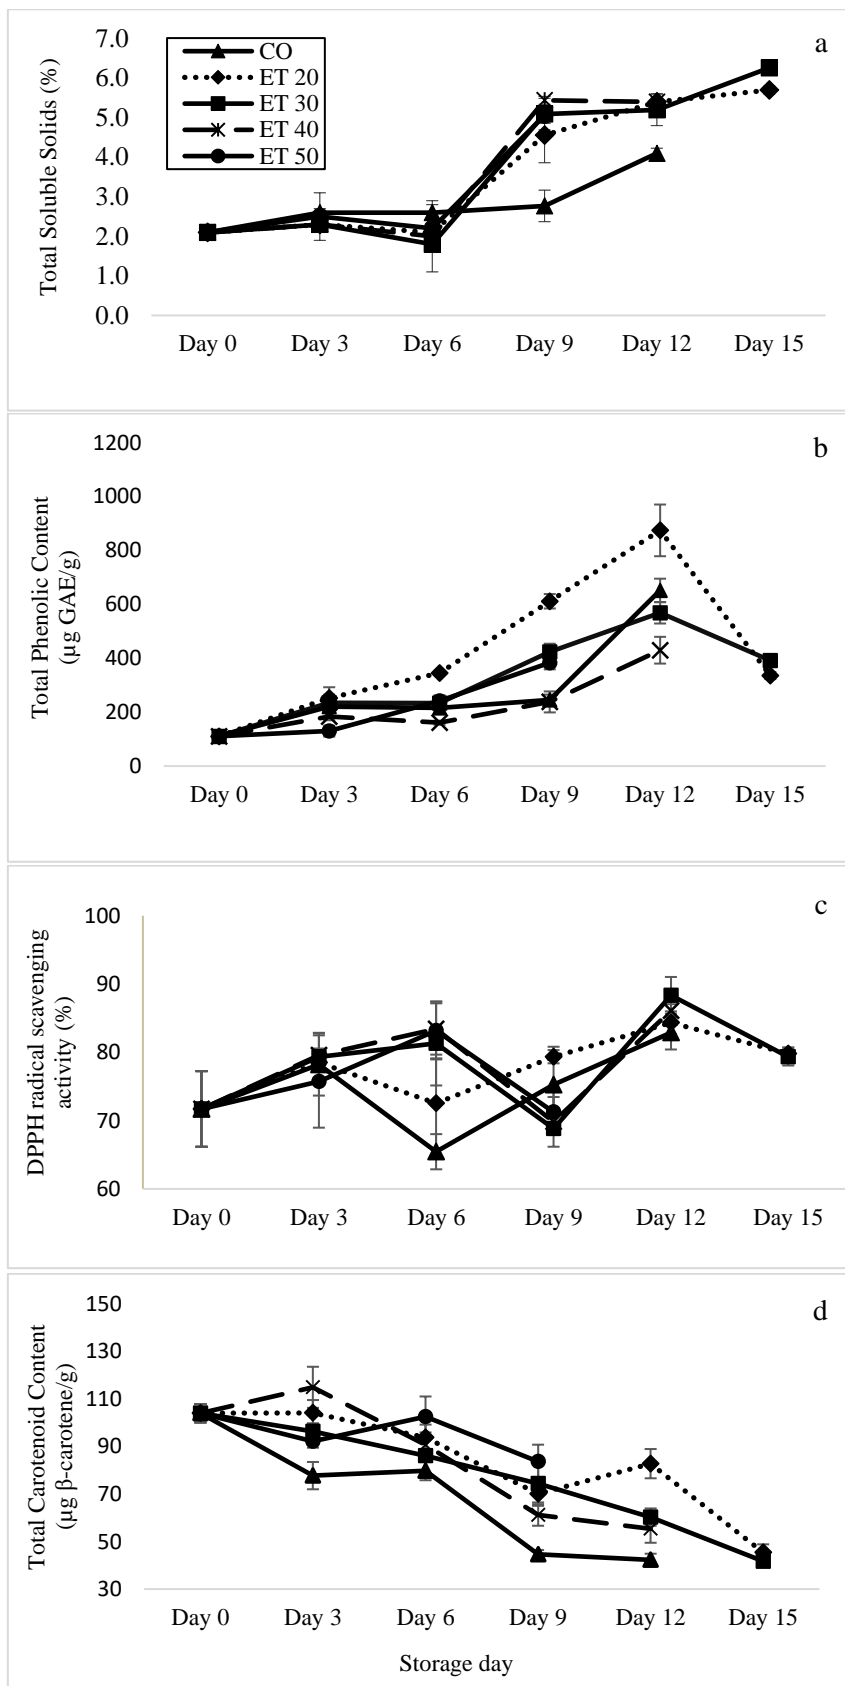 a
Total Soluble Solids (%)
7.0
6.0
5.0
4.0
3.0
2.0
1.0
0.0
CO
ET 20
ET 30
ET 40
ET 50
Day 0 Day 3 Day 6 Day 9 Day 12 Day 15
b
Total Phenolic Content
(µg GAE/g)
1200
1000
800
600
400
200
0
Day 0 Day 3 Day 6 Day 9 Day 12 Day 15
c
DPPH radical scavenging
activity (%)
100
90
80
70
60
Day 0 Day 3 Day 6 Day 9 Day 12 Day 15
d
Total Carotenoid Content
(µg β-carotene/g)
150
130
110
90
70
50
30
Day 0 Day 3 Day 6 Day 9 Day 12 Day 15
Storage day